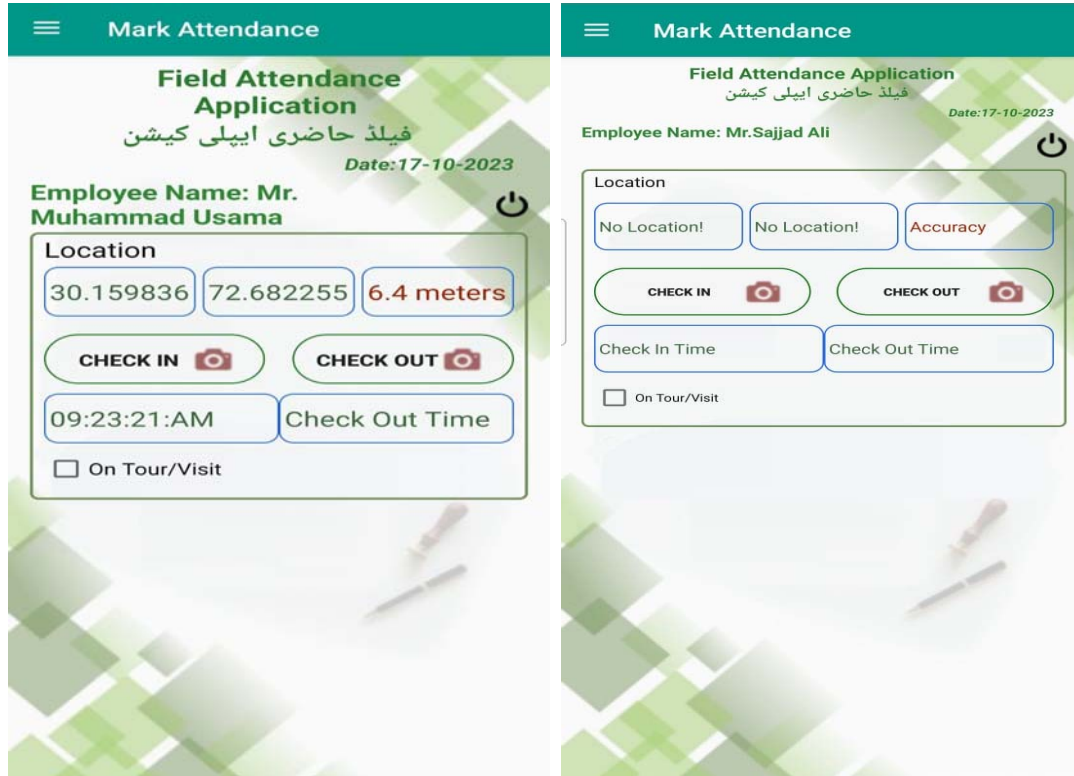 Mark Attendance
Field Attendance
Application
فیلڈ حاضری ایپلی کیشن
Date:17-10-2023
Employee Name: Mr.
Muhammad Usama
Location
30.159836 72.682255 6.4 meters
CHECK IN CHECK OUT
09:23:21:AM Check Out Time
On Tour/Visit
Mark Attendance
Field Attendance Application
فیلڈ حاضری ایپلی کیشن
Date:17-10-2023
Employee Name: Mr.Sajjad Ali
Location
No Location! No Location! Accuracy
CHECK IN CHECK OUT
Check In Time Check Out Time
On Tour/Visit